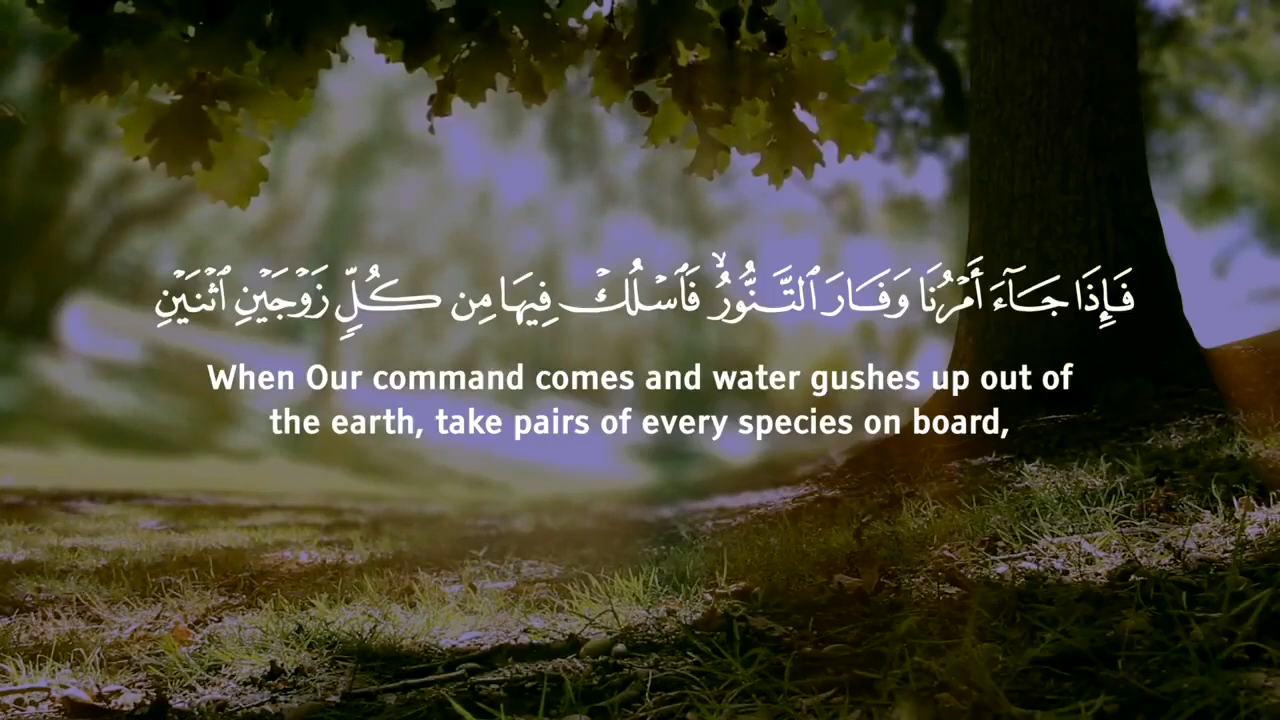 فَإِذَا جَآءَ أَمْرُنَا وَفَارَ ٱلتَّنُّورُ ۙ فَٱسْلُكْ فِيهَا مِن كُلٍّ زَوْجَيْنِ ٱثْنَيْنِ
When Our command comes and water gushes up out of
the earth, take pairs of every species on board,